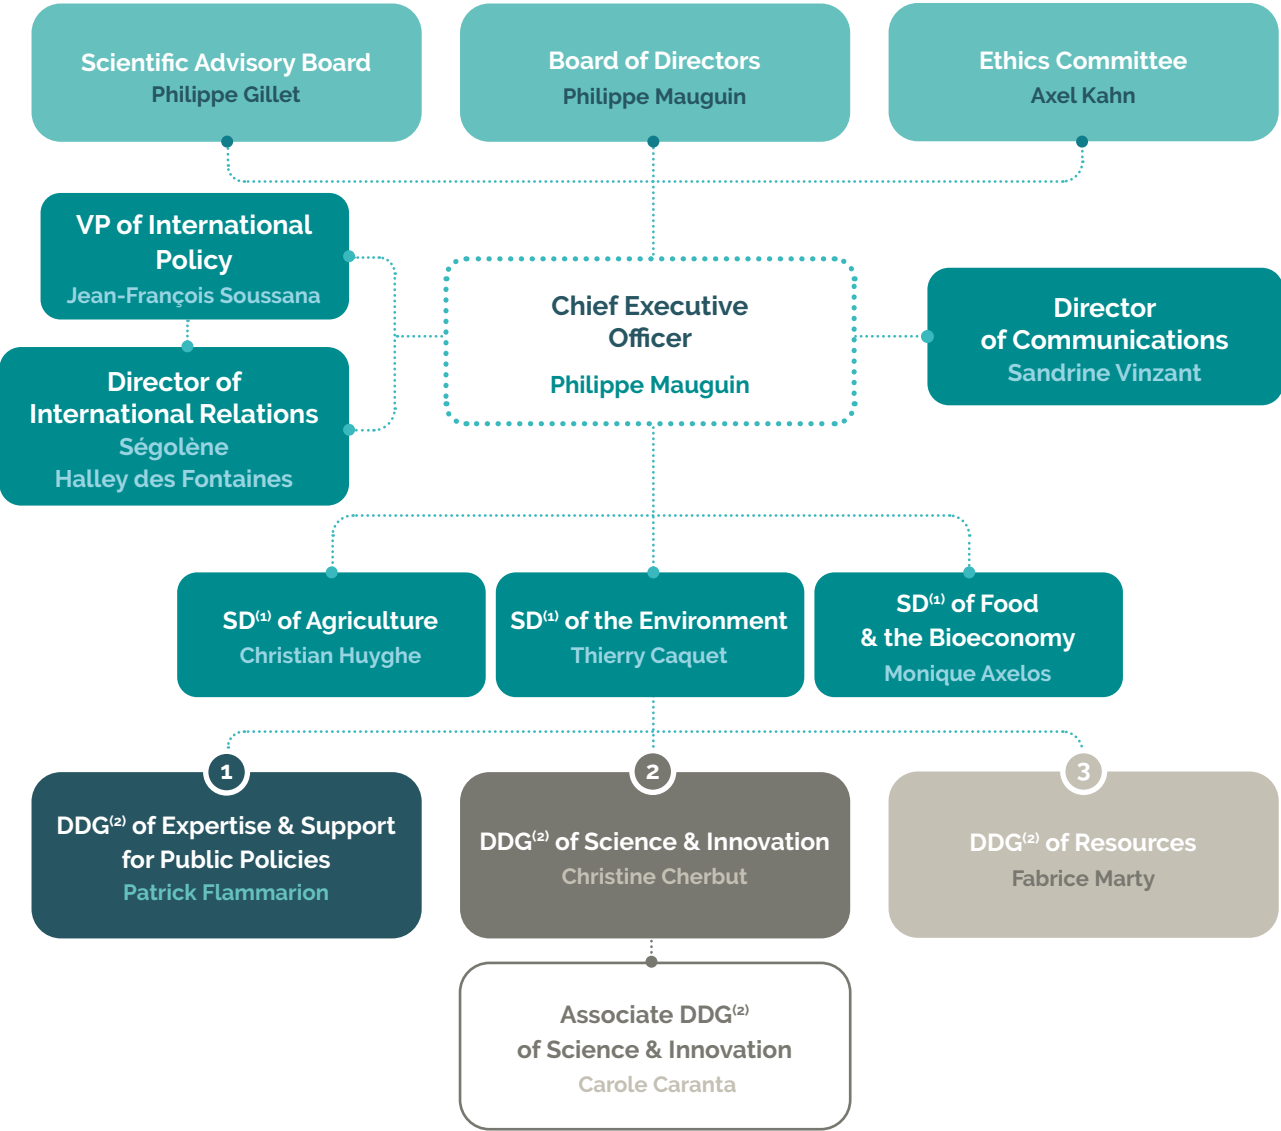 Scientific Advisory Board
Philippe Gillet
Board of Directors
Philippe Mauguin
Ethics Committee
Axel Kahn
VP of International
Policy
Jean-François Soussana
Chief Executive
Officer
Philippe Mauguin
Director
of Communications
Sandrine Vinzant
Director of
International Relations
Ségolène
Halley des Fontaines
SD(1) of Agriculture
Christian Huyghe
SD(1) of the Environment
Thierry Caquet
SD(1) of Food
& the Bioeconomy
Monique Axelos
1
DDG(2) of Expertise & Support
for Public Policies
Patrick Flammarion
2
DDG(2) of Science & Innovation
Christine Cherbut
3
DDG(2) of Resources
Fabrice Marty
Associate DDG(2)
of Science & Innovation
Carole Caranta